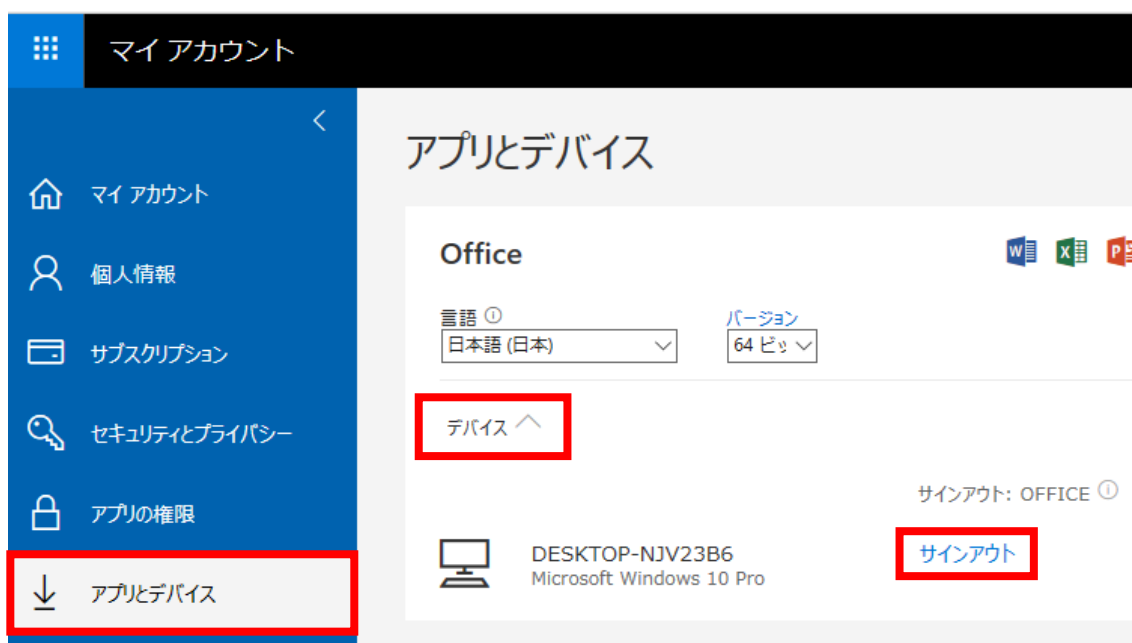 マイ アカウント
アプリとデバイス
マイ アカウント
個人情報
サブスクリプション
セキュリティとプライバシー
アプリの権限
アプリとデバイス
Office
言語
バージョン
日本語 (日本)
64 ビッ
デバイス
サインアウト: OFFICE
DESKTOP-NJV23B6
サインアウト
Microsoft Windows 10 Pro